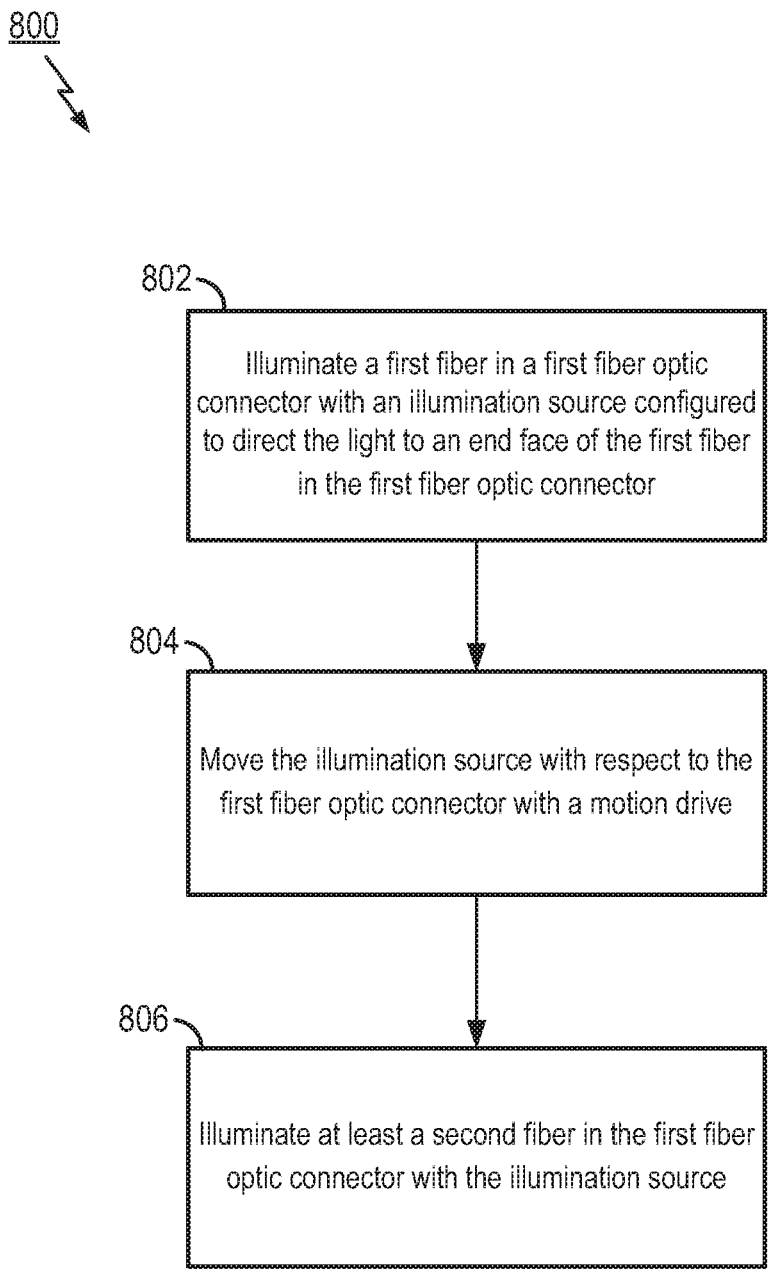 800
802
Illuminate a first fiber in a first fiber optic
connector with an illumination source configured
to direct the light to an end face of the first fiber
in the first fiber optic connector
804
Move the illumination source with respect to the
first fiber optic connector with a motion drive
806
Illuminate at least a second fiber in the first fiber
optic connector with the illumination source